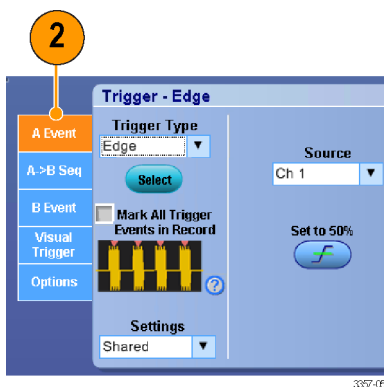 2
Trigger - Edge
A Event
A->B Seq
B Event
Visual
Trigger
Options
Trigger Type
Edge
Select
Mark All Trigger
Events in Record
?
Settings
Shared
Source
Ch 1
Set to 50%